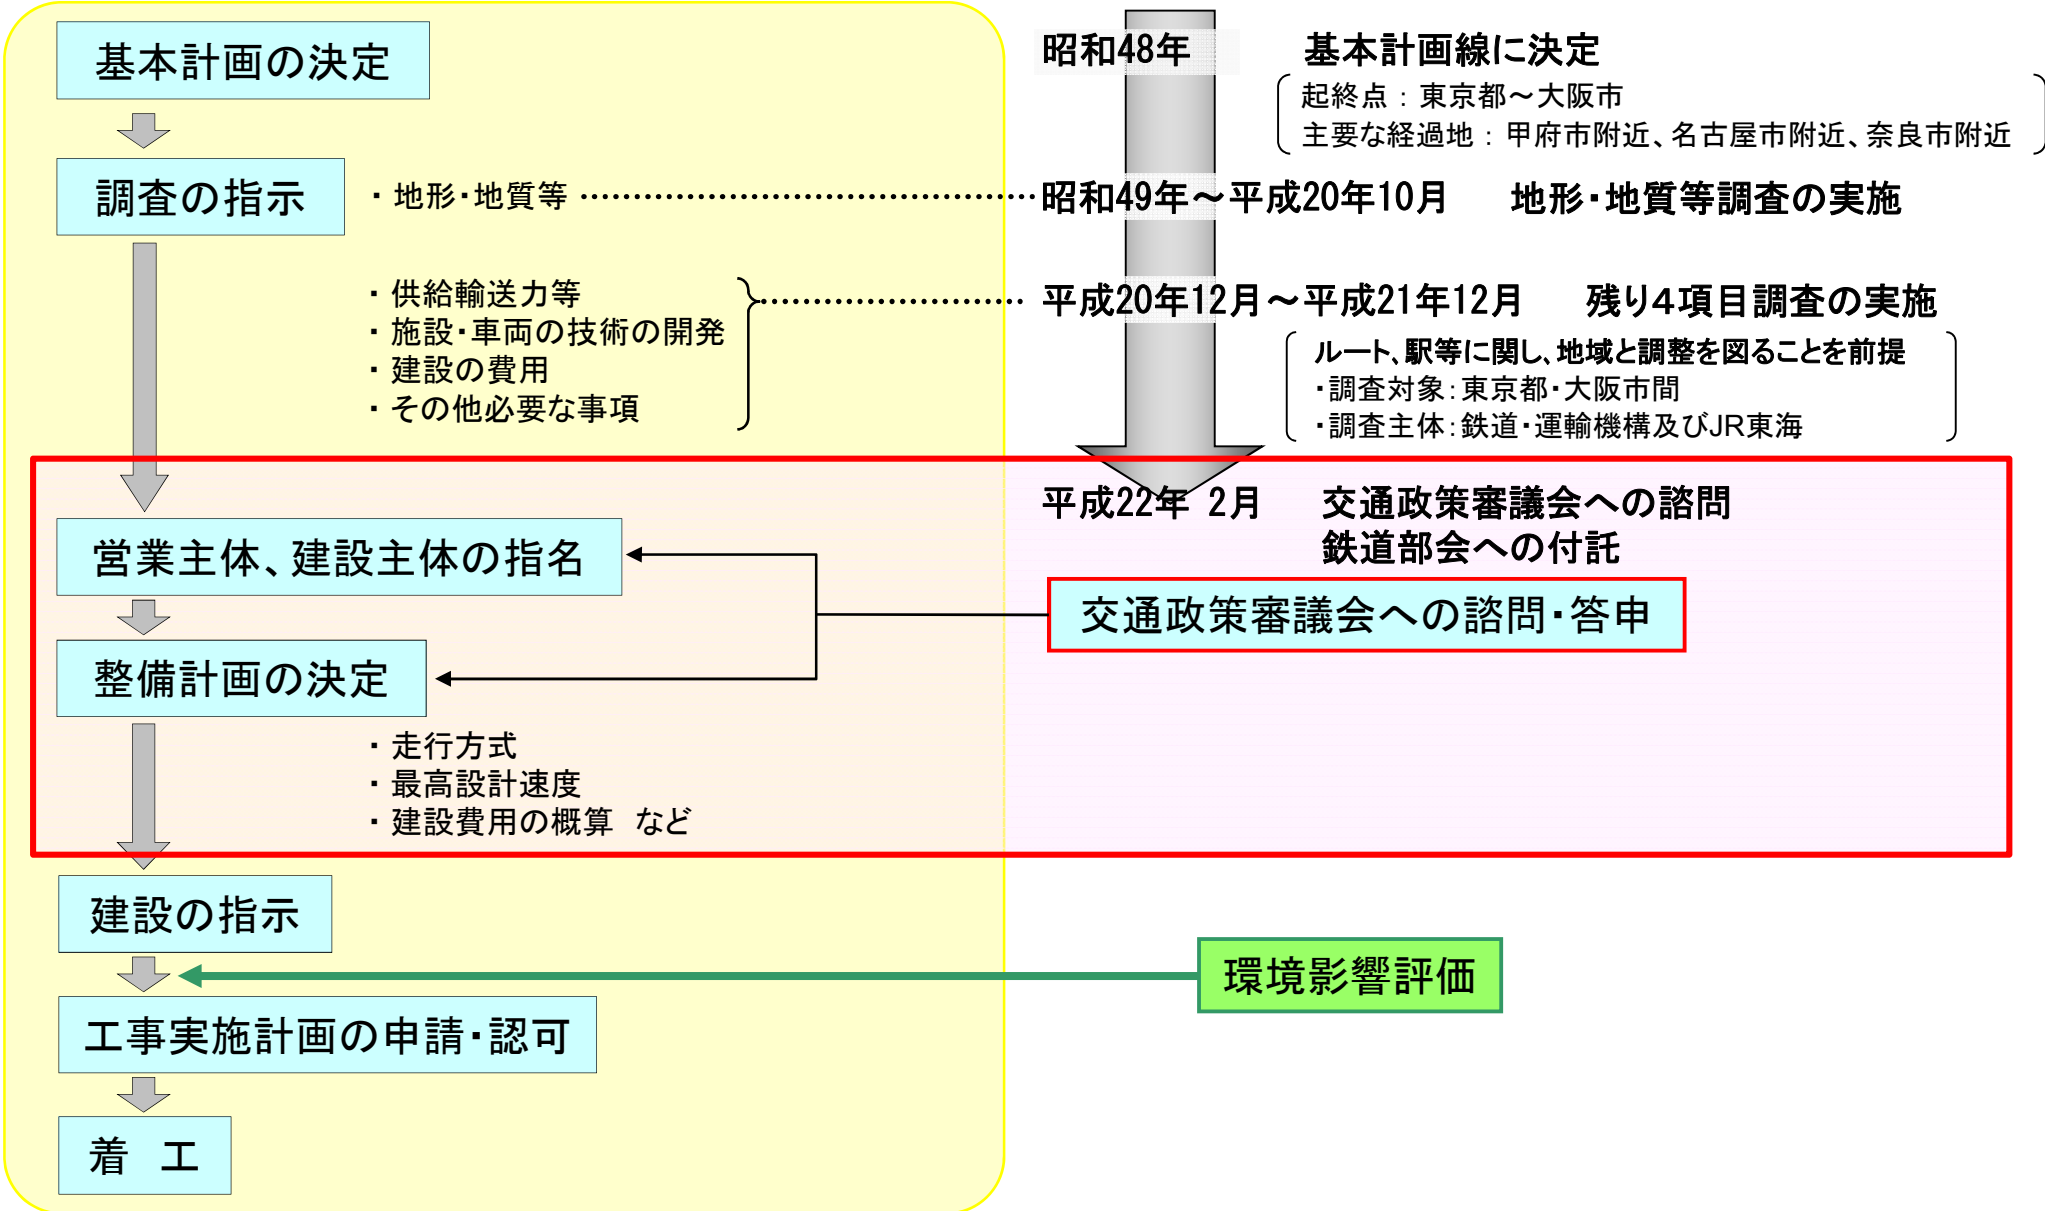 基本計画の決定
昭和48年　基本計画線に決定
起終点：東京都～大阪市
主要な経過地：甲府市附近、名古屋市附近、奈良市附近
調査の指示
・地形・地質等
昭和49年～平成20年10月　地形・地質等調査の実施
・供給輸送力等
・施設・車両の技術の開発
・建設の費用
・その他必要な事項
平成20年12月～平成21年12月　残り4項目調査の実施
ルート、駅等に関し、地域と調整を図ることを前提
・調査対象：東京都・大阪市間
・調査主体：鉄道・運輸機構及びJR東海
平成22年 2月　交通政策審議会への諮問
鉄道部会への付託
営業主体、建設主体の指名
交通政策審議会への諮問・答申
整備計画の決定
・走行方式
・最高設計速度
・建設費用の概算　など
建設の指示
環境影響評価
工事実施計画の申請・認可
着　工